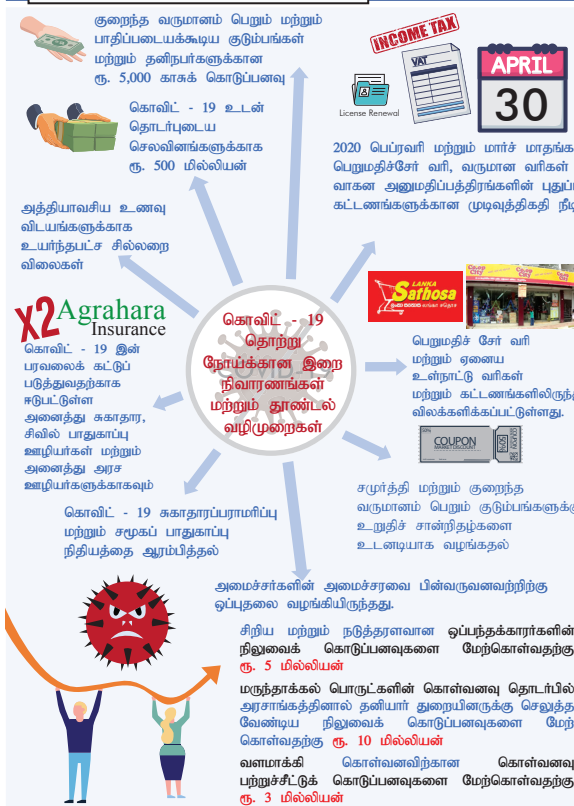 குறைந்த வருமானம் பெறும் மற்றும்
பாதிப்படையக்கூடிய குடும்பங்கள்
மற்றும் தனிநபர்களுக்கான
ரூ. 5,000 காசுக் கொடுப்பனவு
INCOME TAX
VAT
License Renewal
APRIL
30
கொவிட் - 19 உடன்
தொடர்புடைய
செலவினங்களுக்காக
ரூ. 500 மில்லியன்
2020 பெப்ரவரி மற்றும் மார்ச்
பெறுமதிச்சேர் வரி, வருமான வரிகள்
வாகன அனுமதிப்பத்திரங்களின்
கட்டணங்களுக்கான முடிவுத்திகதி
அத்தியாவசிய உணவு
விடயங்களுக்காக
உயர்ந்தபட்ச சில்லறை
விலைகள்
X2 Agrahara
Insurance
கொவிட் - 19 இன்
பரவலைக் கட்டுப்
படுத்துவதற்காக
ஈடுபட்டுள்ள
அனைத்து சுகாதார,
சிவில் பாதுகாப்பு
ஊழியர்கள் மற்றும்
அனைத்து அரச
ஊழியர்களுக்காகவும்
கொவிட் - 19
தொற்று
நோய்க்கான இறை
நிவாரணங்கள்
மற்றும் தூண்டல்
வழிமுறைகள்
LANKA
Sathosa
Co.op
City
பெறுமதிச் சேர் வரி
மற்றும் ஏனைய
உள்நாட்டு வரிகள்
மற்றும்
விலக்களிக்கப்பட்டுள்ளது.
COUPON
MARKET DISCOUNT
50%
சமுர்த்தி மற்றும் குறைந்த
வருமானம் பெறும்
உறுதிச் சான்றிதழ்களை
உடனடியாக வழங்கதல்
கொவிட் - 19 சுகாதாரப்பராமரிப்பு
மற்றும் சமூகப் பாதுகாப்பு
நிதியத்தை ஆரம்பித்தல்
அமைச்சர்களின் அமைச்சரவை பின்வருவனவற்றிற்கு
ஒப்புதலை வழங்கியிருந்தது.
சிறிய மற்றும் நடுத்தரளவான ஒப்பந்தக்காரர்களின்
நிலுவைக் கொடுப்பனவுகளை மேற்கொள்வதற்கு
ரூ. 5 மில்லியன்
மருந்தாக்கல் பொருட்களின் கொள்வனவு தொடர்பில்
அரசாங்கத்தினால் தனியார் துறையினருக்கு செலுத்த
வேண்டிய நிலுவைக் கொடுப்பனவுகளை மேற்
கொள்வதற்கு ரூ. 10 மில்லியன்
வளமாக்கி கொள்வனவிற்கான கொள்வனவு
பற்றுச்சீட்டுக் கொடுப்பனவுகளை மேற்கொள்வதற்கு
ரூ. 3 மில்லியன்